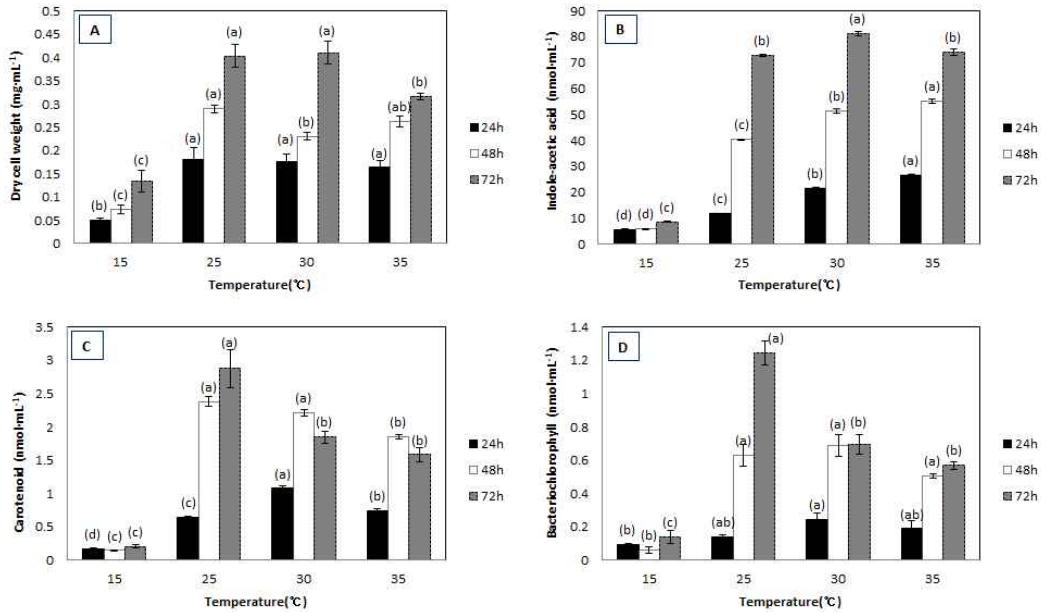 A
Dry cell weight (mg·mL⁻¹)
0.5
0.45
0.4
0.35
0.3
0.25
0.2
0.15
0.1
0.05
0
(b)
(c)
(c)
(a)
(a)
(a)
(a)
(b)
(a)
(a)
(ab)
(b)
24h
48h
72h
15
25
30
35
Temperature(℃)
B
Indole-acetic acid (nmol·mL⁻¹)
90
80
70
60
50
40
30
20
10
0
(d)
(d)
(c)
(c)
(c)
(b)
(b)
(b)
(a)
(a)
(a)
(b)
24h
48h
72h
15
25
30
35
Temperature(℃)
C
Carotenoid (nmol·mL⁻¹)
3.5
3
2.5
2
1.5
1
0.5
0
(d)
(c)
(c)
(c)
(a)
(a)
(a)
(a)
(b)
(b)
(b)
(b)
24h
48h
72h
15
25
30
35
Temperature(℃)
D
Bacteriochlorophyll (nmol·mL⁻¹)
1.4
1.2
1
0.8
0.6
0.4
0.2
0
(b)
(b)
(c)
(ab)
(a)
(a)
(a)
(a)
(b)
(ab)
(a)
(b)
24h
48h
72h
15
25
30
35
Temperature(℃)